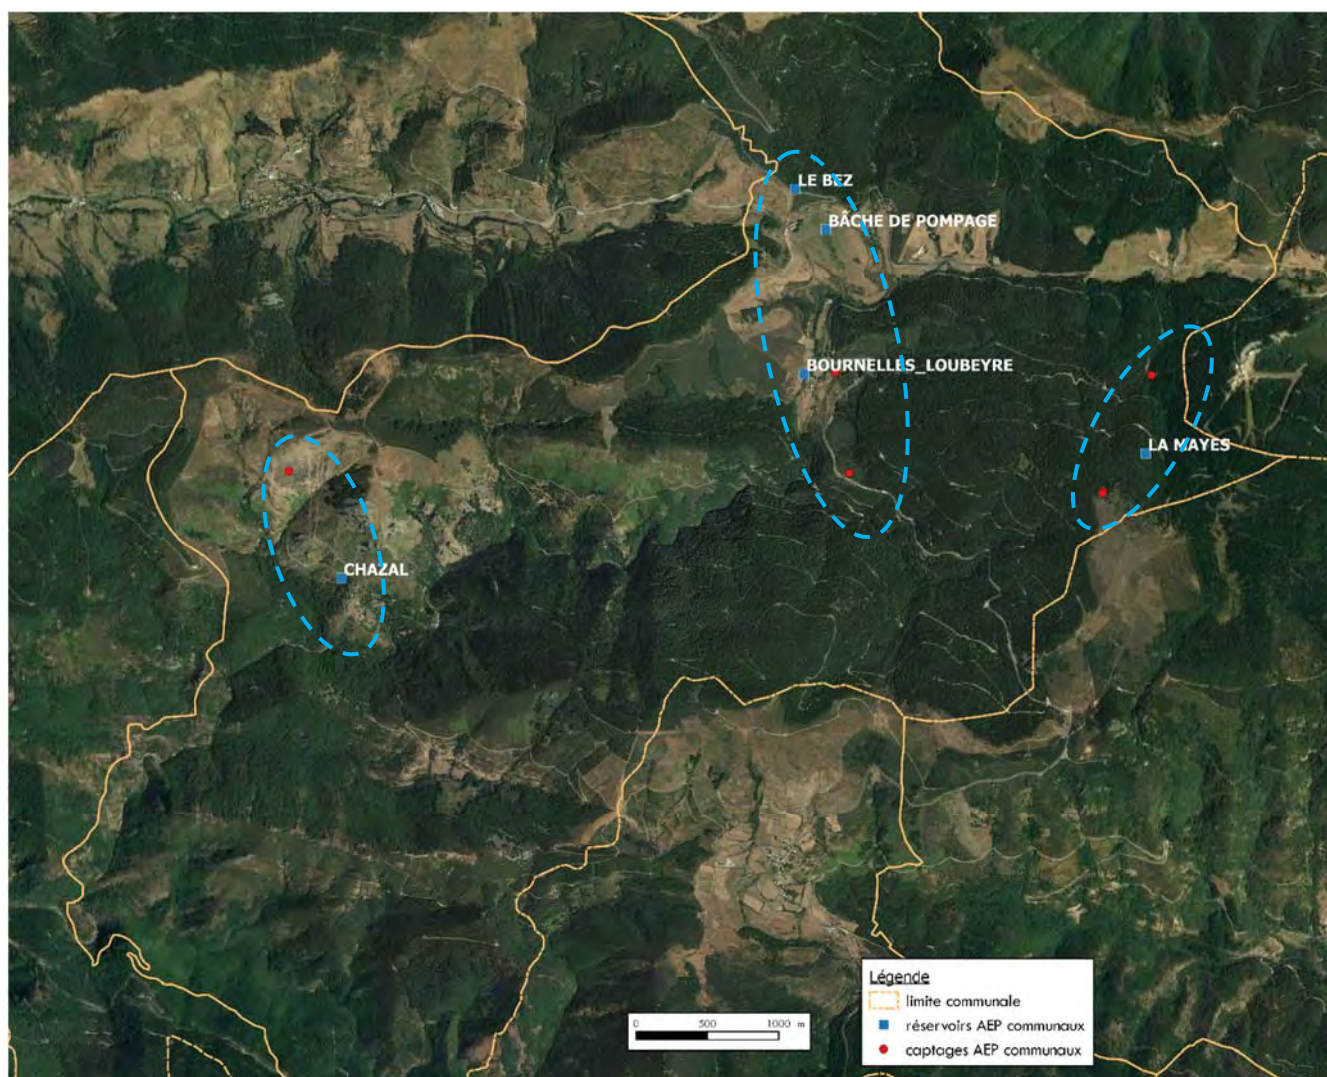 LE BEZ
BÂCHE DE POMPAGE
BOURNELLES_LOUBEYRE
LA MAYES
CHAZAL
Légende
limite communale
réservoirs AEP communaux
captages AEP communaux
0 500 1000 m